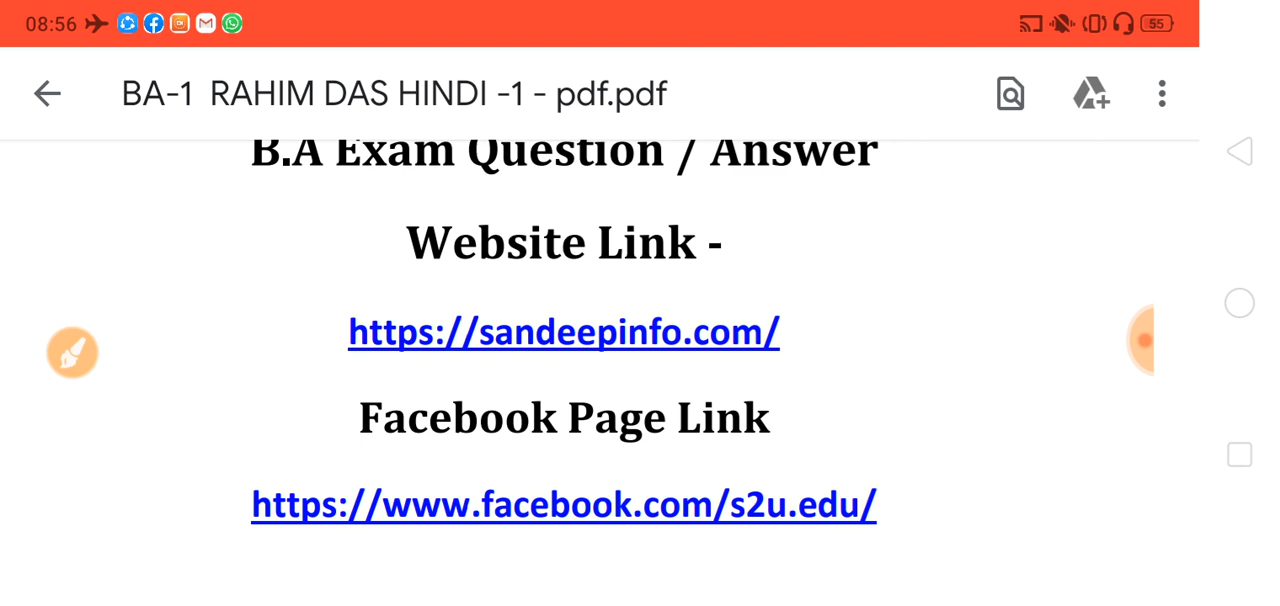 08:56
55
BA-1 RAHIM DAS HINDI -1 - pdf.pdf
B.A Exam Question / Answer
Website Link -
https://sandeepinfo.com/
Facebook Page Link
https://www.facebook.com/s2u.edu/